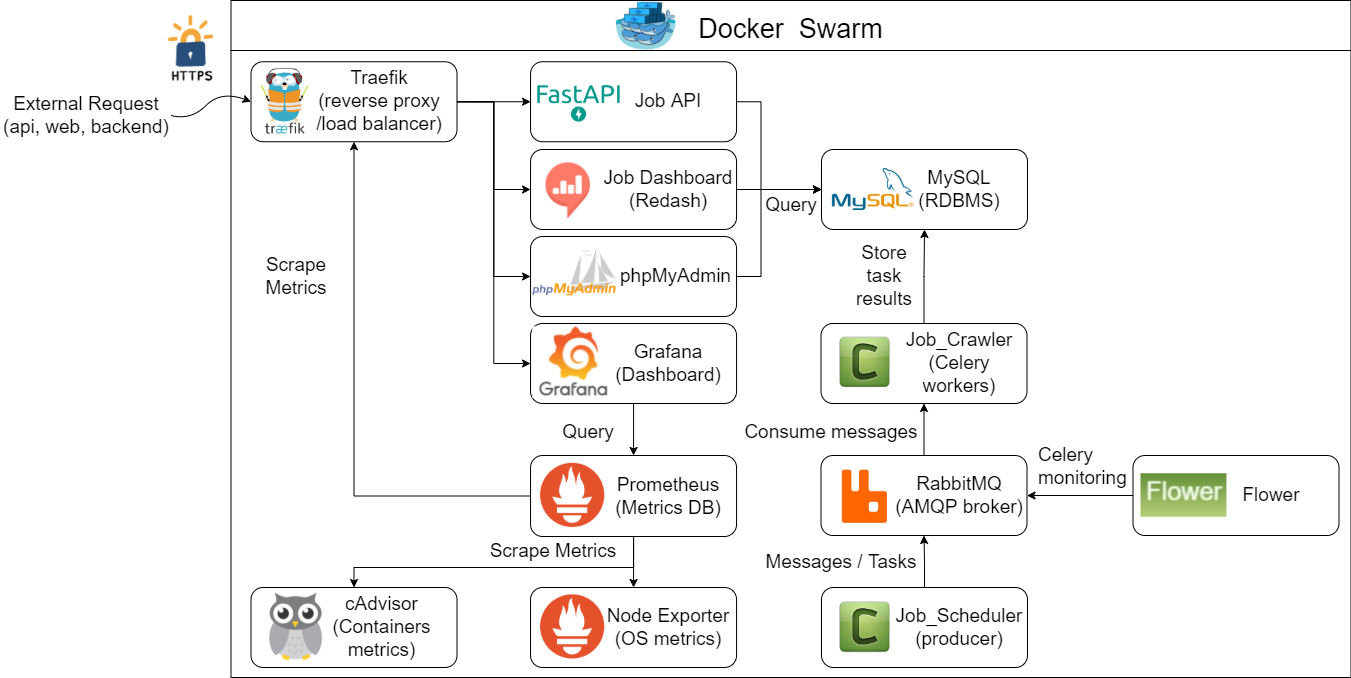 Docker Swarm
HTTPS
External Request
(api, web, backend)
træfik
Traefik
(reverse proxy
/load balancer)
FastAPI
Job API
Job Dashboard
(Redash)
Query
MySQL
MySQL
(RDBMS)
phpMyAdmin
phpMyAdmin
Scrape
Metrics
Store
task
results
Grafana
Grafana
(Dashboard)
Job_Crawler
(Celery
workers)
Query
Consume messages
Celery
monitoring
Prometheus
(Metrics DB)
RabbitMQ
(AMQP broker)
Flower
Flower
Scrape Metrics
Messages / Tasks
cAdvisor
(Containers
metrics)
Node Exporter
(OS metrics)
Job_Scheduler
(producer)